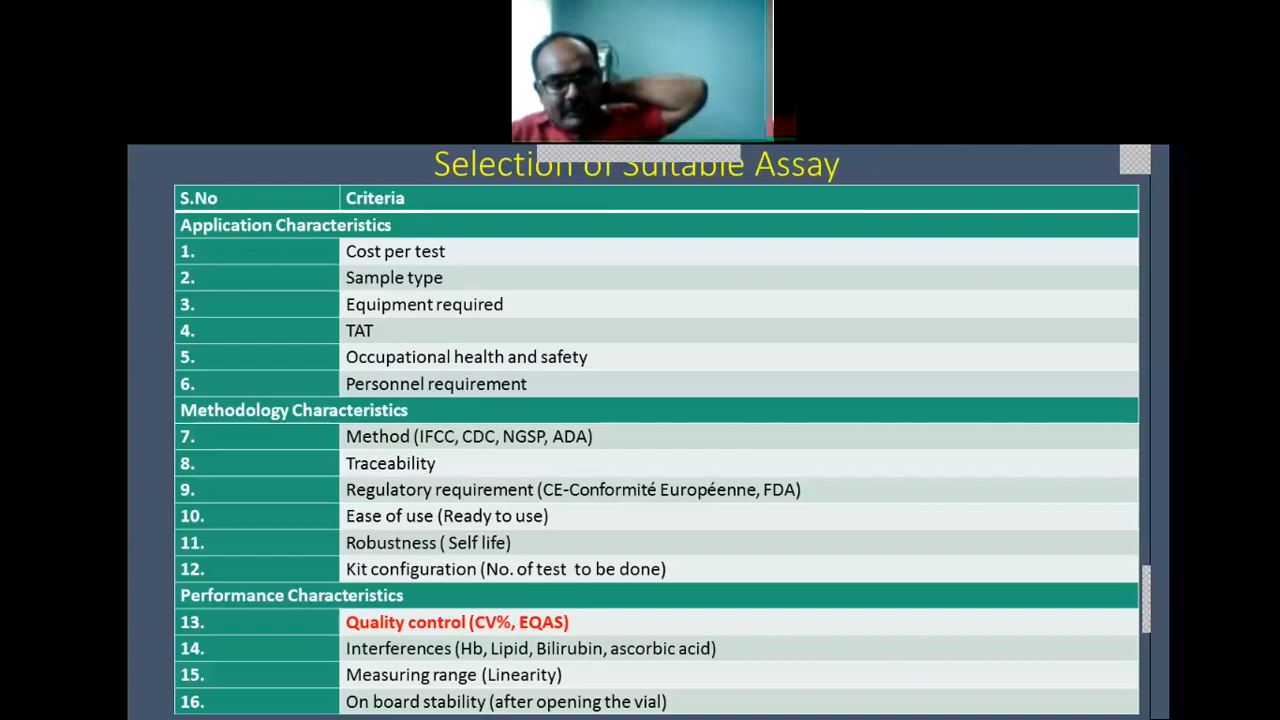 Selection of Suitable Assay
S.No Criteria
Application Characteristics
1. Cost per test
2. Sample type
3. Equipment required
4. TAT
5. Occupational health and safety
6. Personnel requirement
Methodology Characteristics
7. Method (IFCC, CDC, NGSP, ADA)
8. Traceability
9. Regulatory requirement (CE-Conformité Européenne, FDA)
10. Ease of use (Ready to use)
11. Robustness ( Self life)
12. Kit configuration (No. of test to be done)
Performance Characteristics
13. Quality control (CV%, EQAS)
14. Interferences (Hb, Lipid, Bilirubin, ascorbic acid)
15. Measuring range (Linearity)
16. On board stability (after opening the vial)